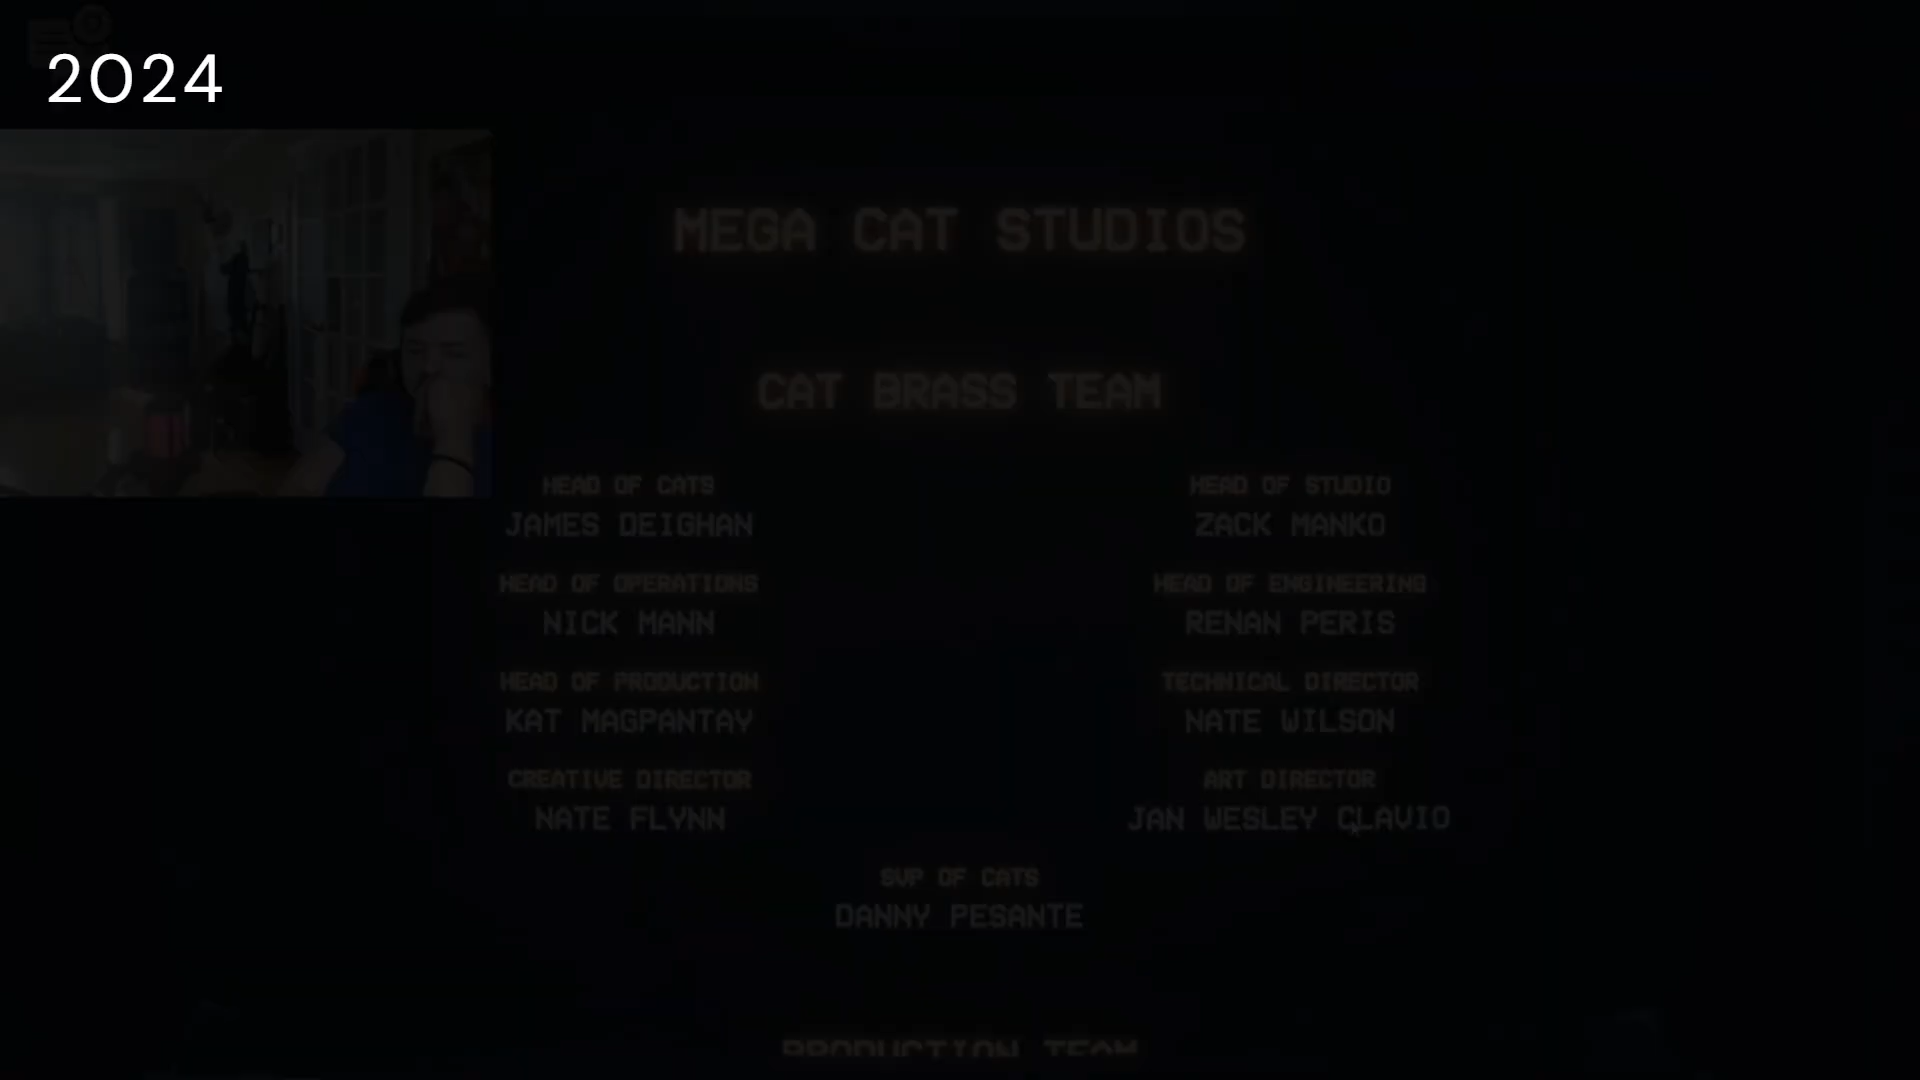 2024
MEGA CAT STUDIOS
CAT BRASS TEAM
HEAD OF CATS
JAMES DEIGHAN
HEAD OF STUDIO
ZACK MANKO
HEAD OF OPERATIONS
NICK MANN
HEAD OF ENGINEERING
RENAN PERIS
HEAD OF PRODUCTION
KAT MAGPANTAY
TECHNICAL DIRECTOR
NATE WILSON
CREATIVE DIRECTOR
NATE FLYNN
ART DIRECTOR
JAN WESLEY CLAVIO
SVP OF CATS
DANNY PESANTE
PRODUCTION TEAM